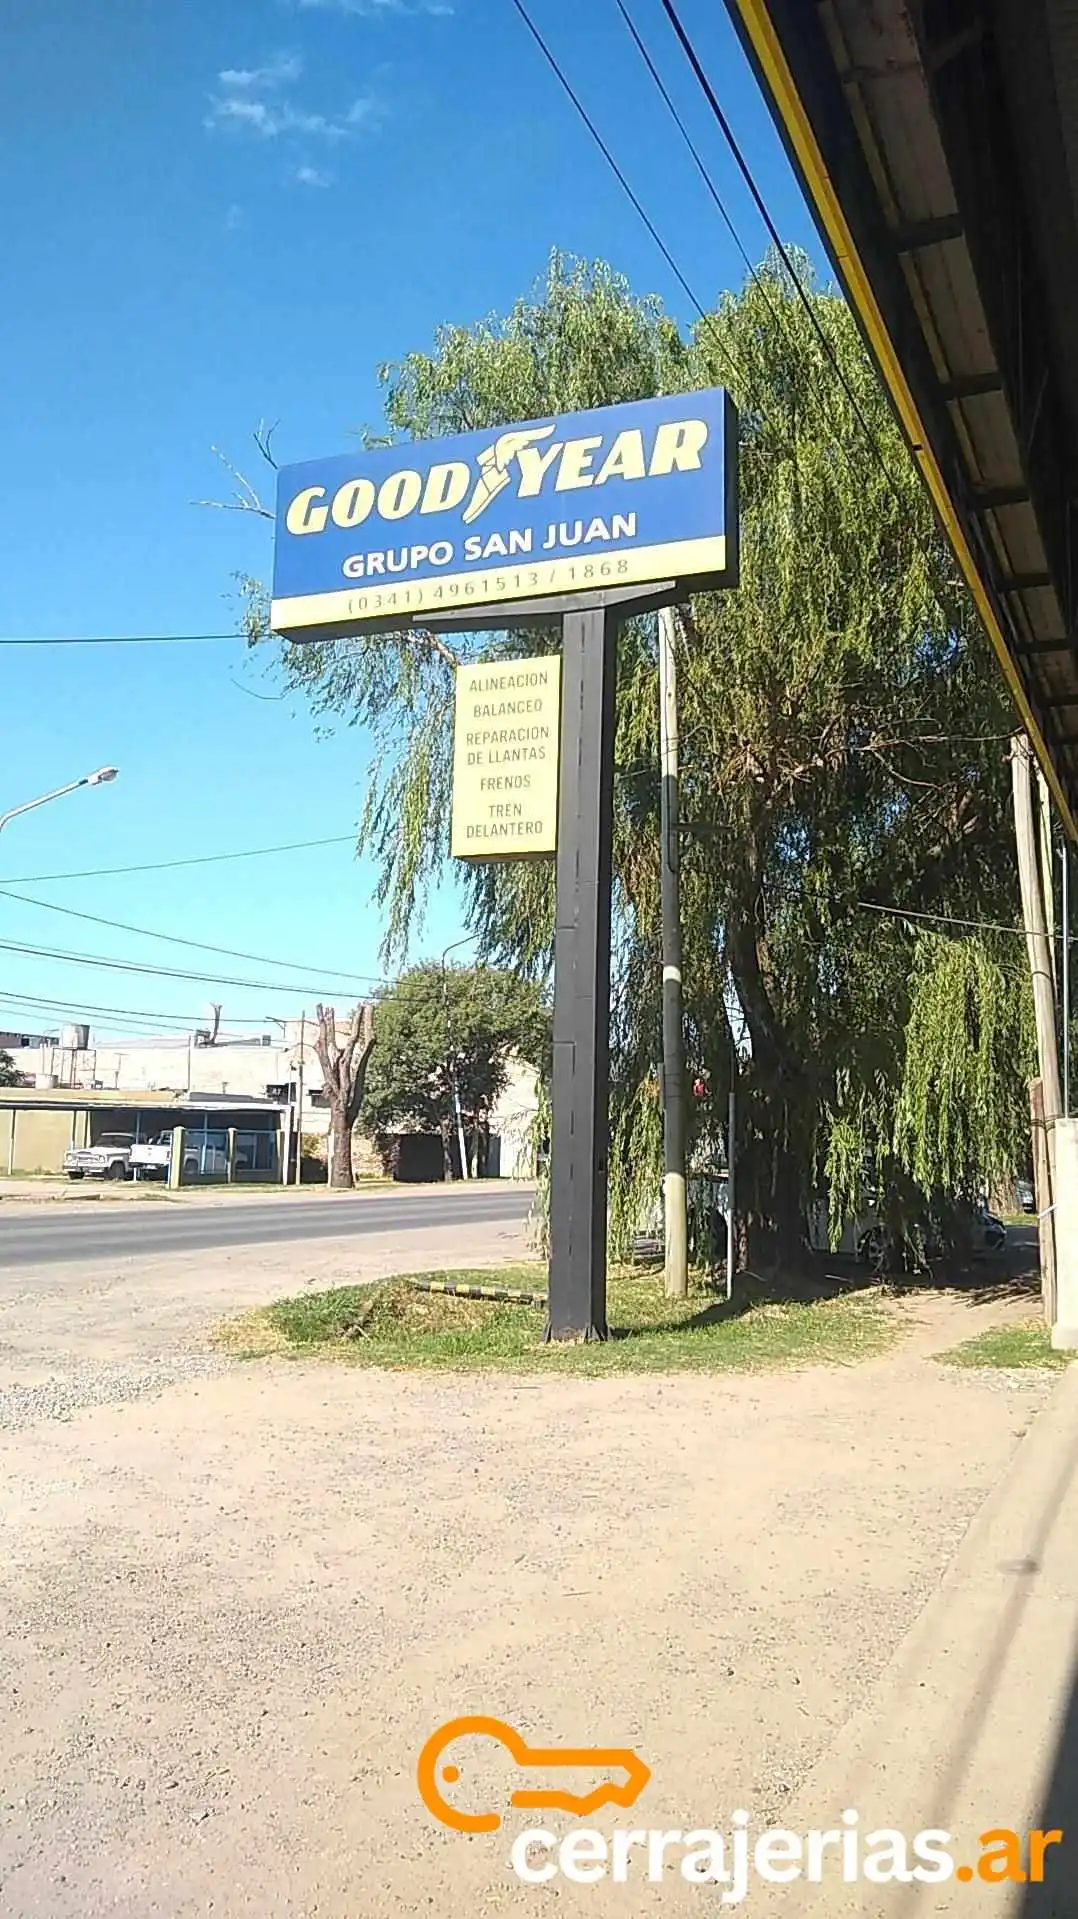 GOODYEAR
GRUPO SAN JUAN
(0341) 4961513 / 1868
ALINEACION
BALANCEO
REPARACION
DE LLANTAS
FRENOS
TREN
DELANTERO
cerrajerias.ar